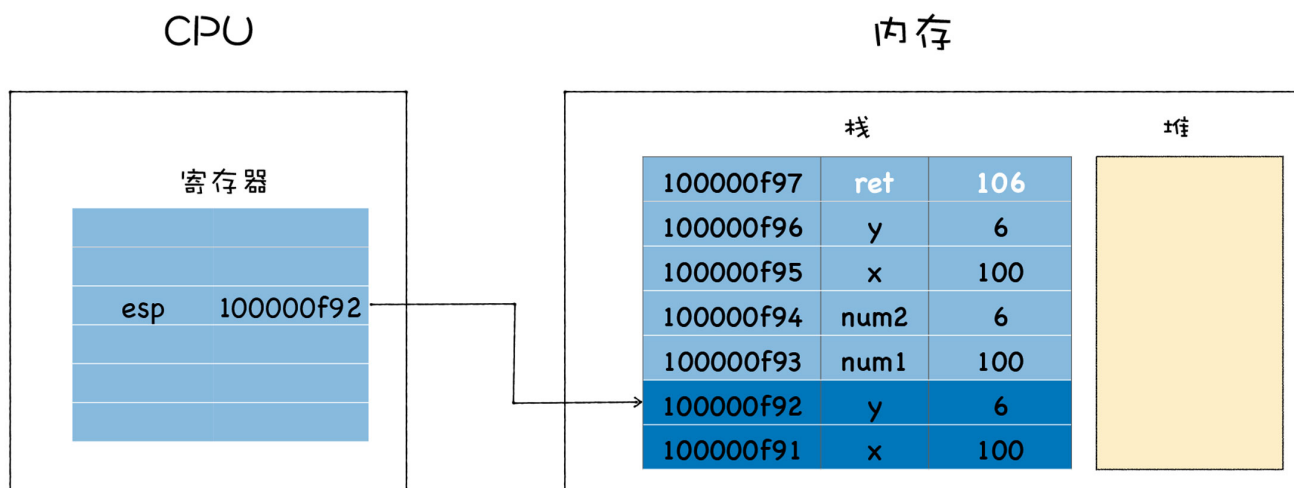 CPU
内存
寄存器
esp 100000f92
栈
堆
100000f97 ret 106
100000f96 y 6
100000f95 x 100
100000f94 num2 6
100000f93 num1 100
100000f92 y 6
100000f91 x 100